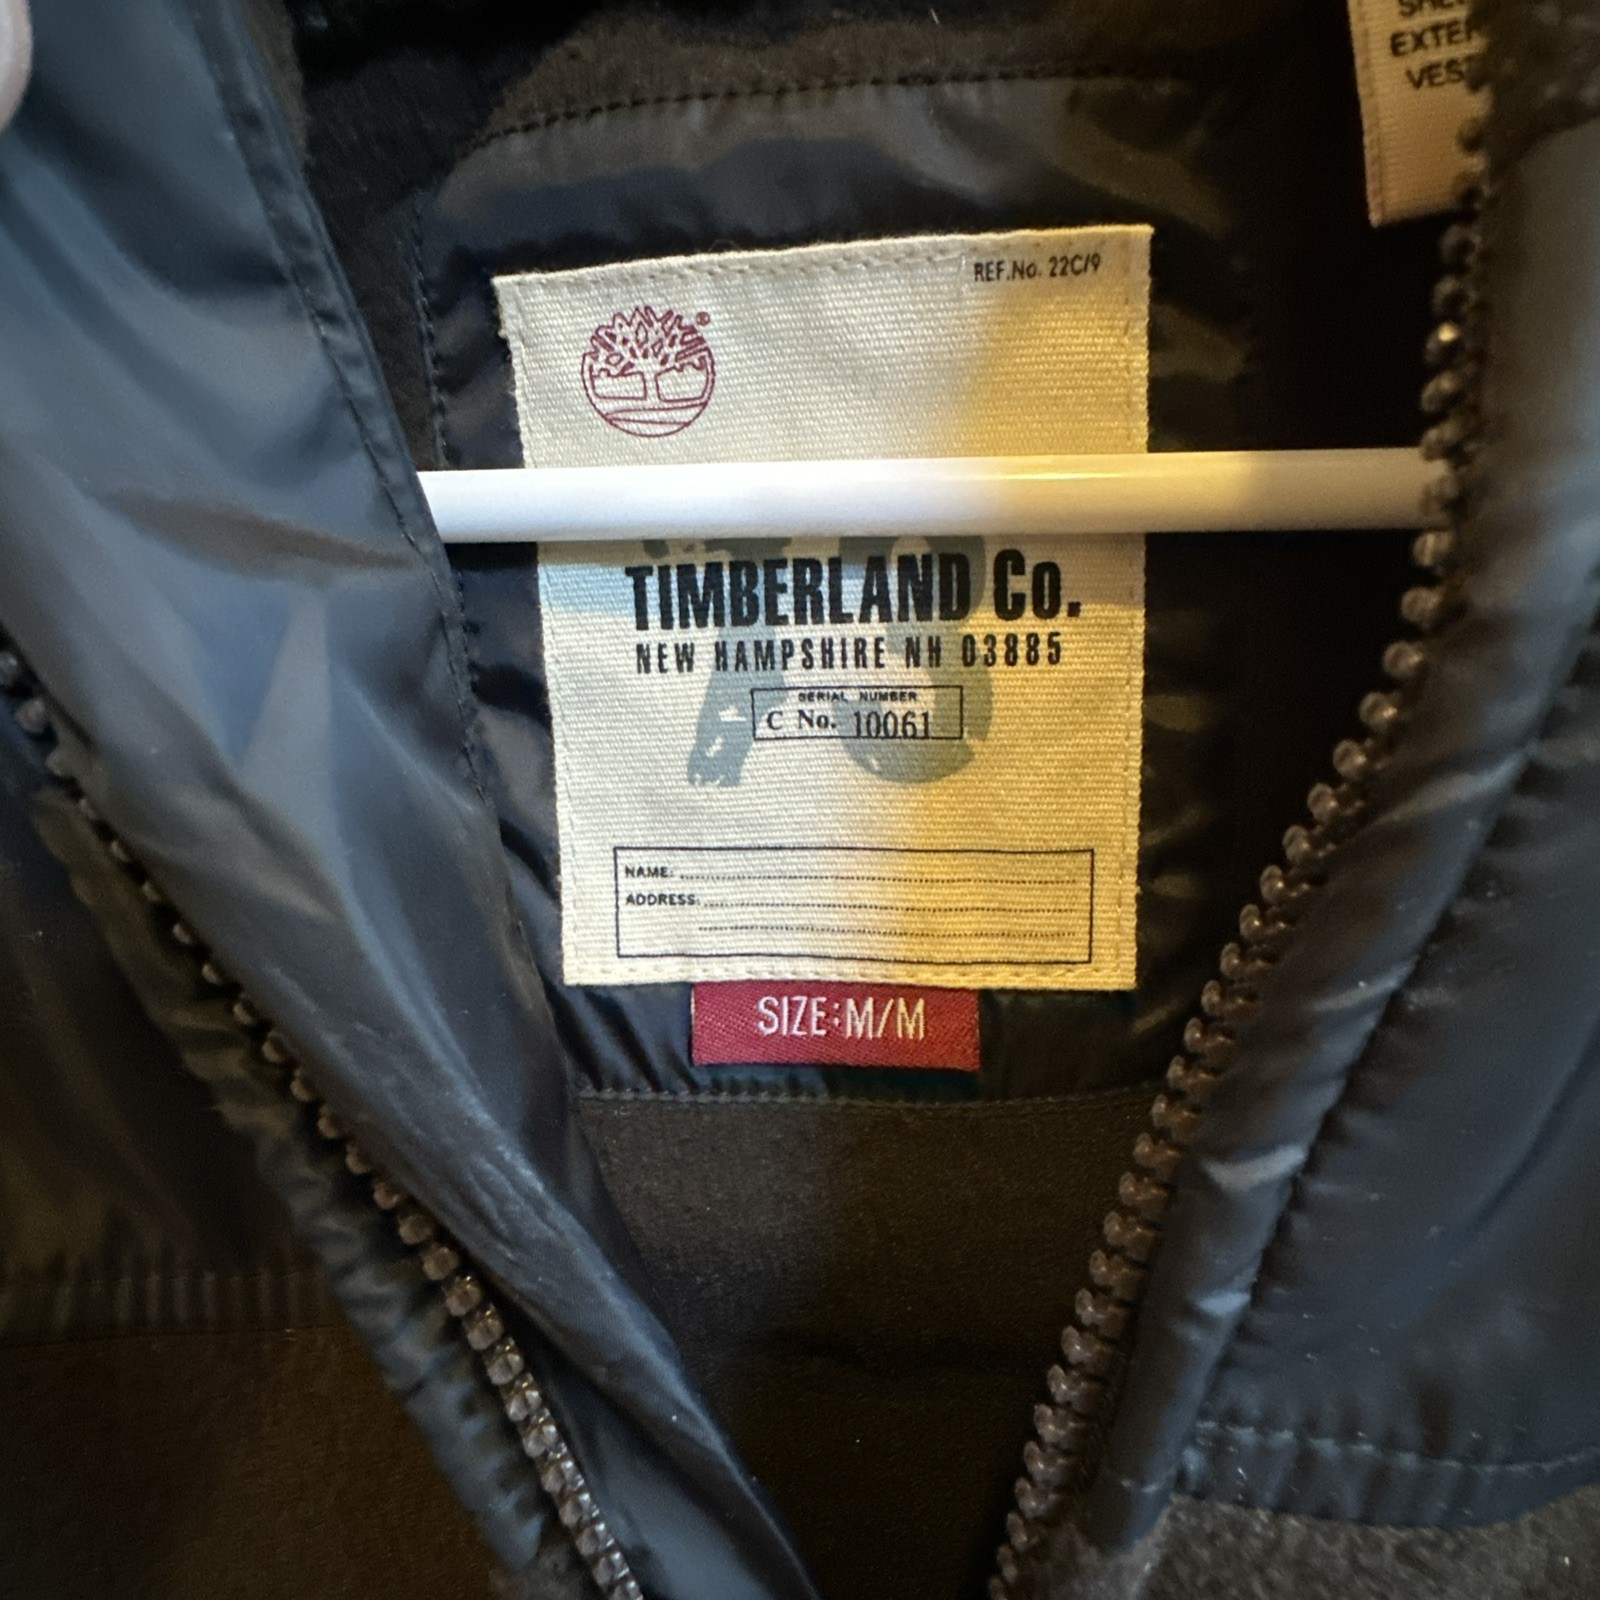 EXTER
VEST
REF.No. 22C/9
®
73
TIMBERLAND Co.
NEW HAMPSHIRE NH 03885
SERIAL NUMBER
C No. 10061
NAME:
ADDRESS:
SIZE:M/M